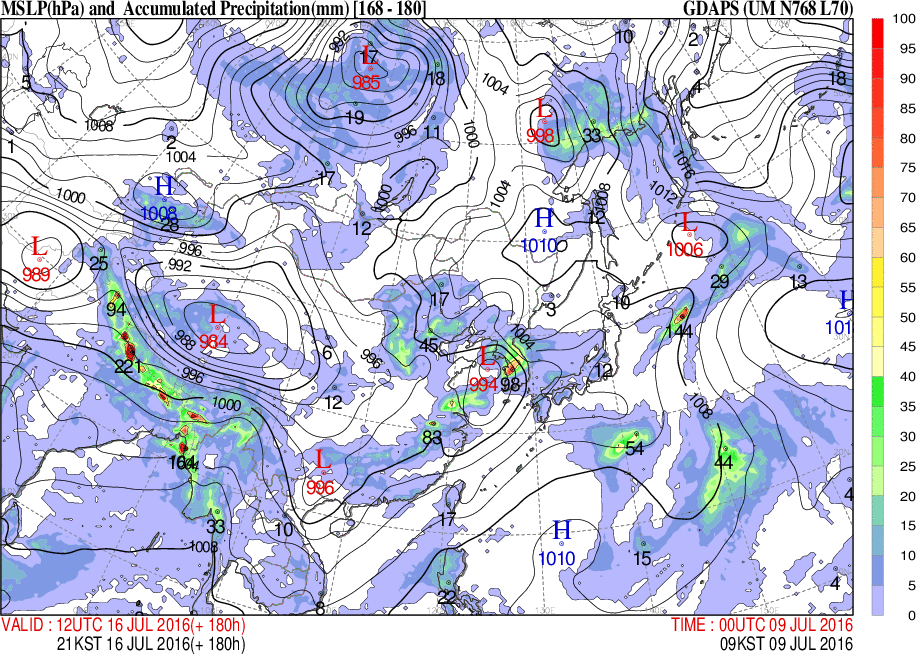 MSLP(hPa) and Accumulated Precipitation(mm) [168 - 180] GDAPS (UM N768 L70)
992 10 2 100
L 17 985 18 L 998 33 4 18 95
5 1004 90
19 996 11 1000 85
1008 80
1 2 1004 17 1016 75
1000 H 1008 28 1000 12 1004 H 1010 1008 12 1012 L 1006 70
65
L 989 25 996 992 60
94 L 984 17 3 10 29 13 H 101 55
988 1004 144 50
221 6 996 45 L 994 98 12 45
996 40
1000 12 1008 35
83 54 44 30
164 L 996 4 25
33 17 20
10 H 1010 15
1008 15 10
8 22 4 5
130E 0
VALID : 12UTC 16 JUL 2016(+ 180h) TIME : 00UTC 09 JUL 2016
21KST 16 JUL 2016(+ 180h) 09KST 09 JUL 2016